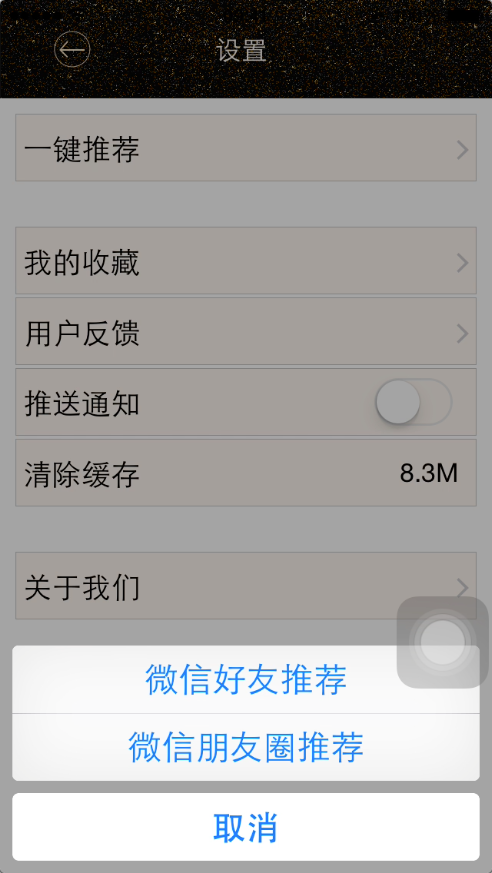 设置
一键推荐
我的收藏
用户反馈
推送通知
清除缓存 8.3M
关于我们
微信好友推荐
微信朋友圈推荐
取消